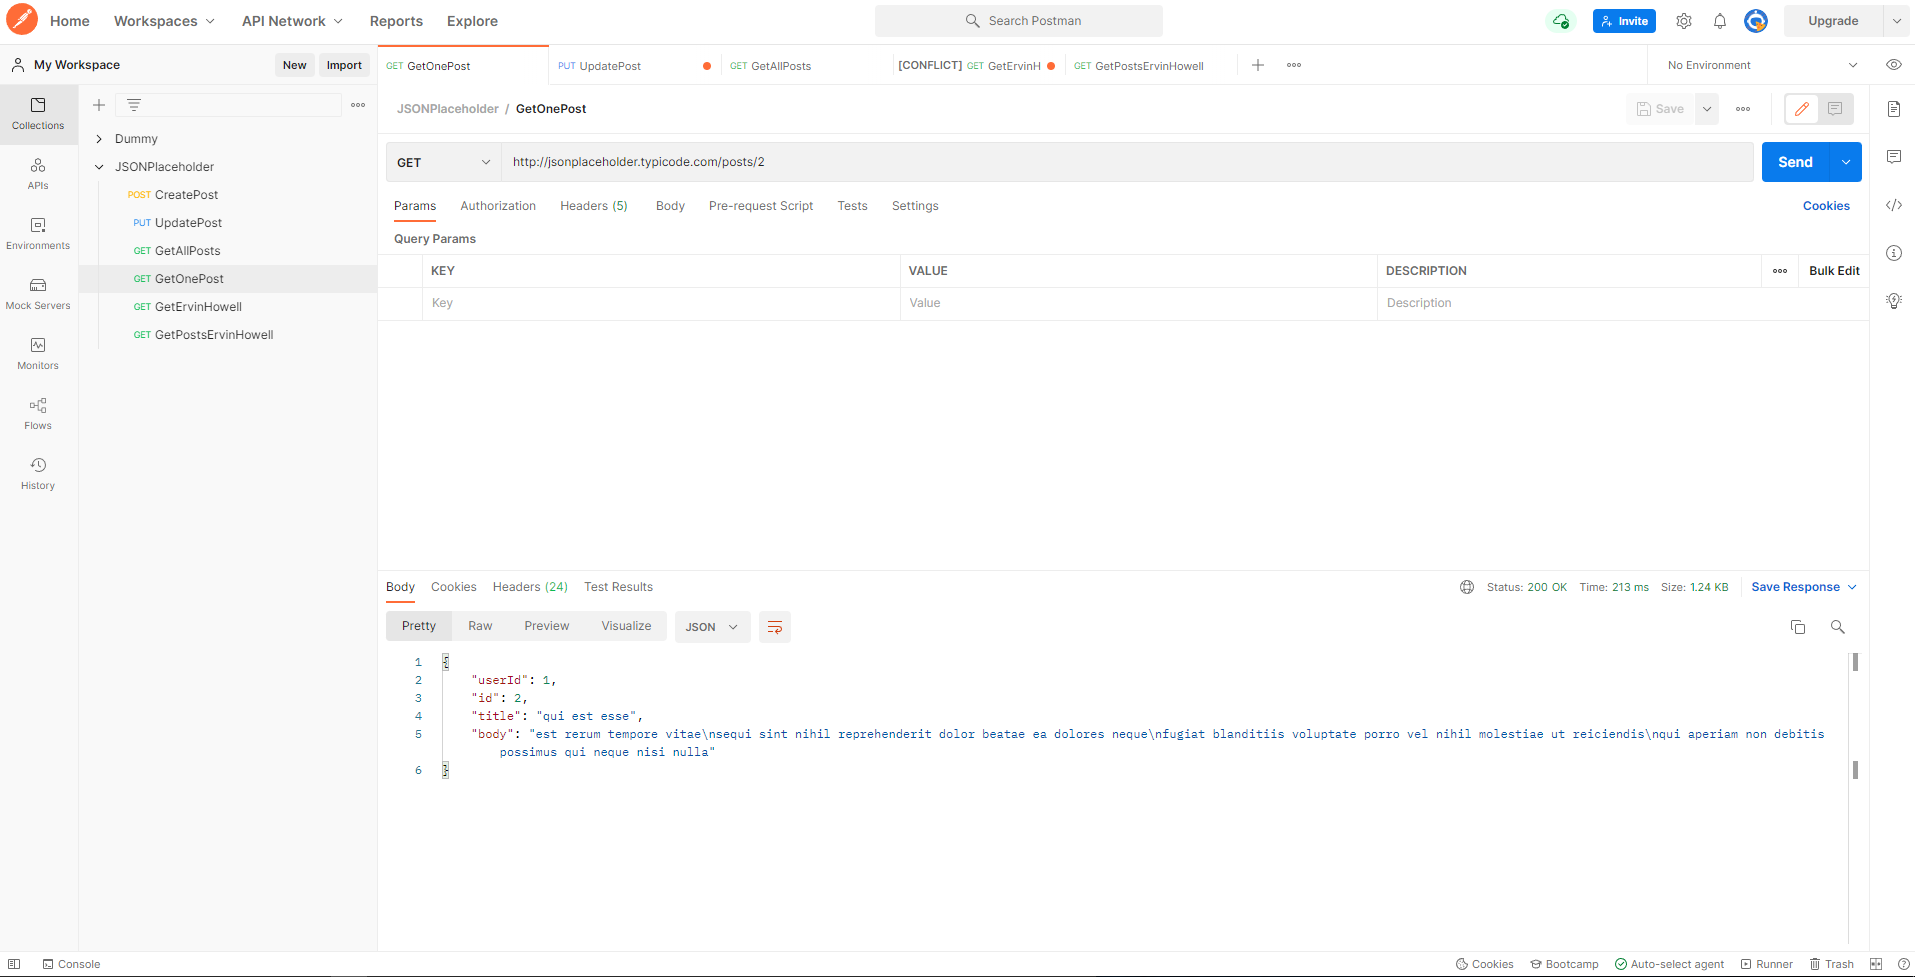 Home Workspaces API Network Reports Explore Search Postman Invite Upgrade
My Workspace New Import
GET GetOnePost PUT UpdatePost GET GetAllPosts [CONFLICT] GET GetErvinH GET GetPostsErvinHowell No Environment
Collections
APIs
Environments
Mock Servers
Monitors
Flows
History
Dummy
JSONPlaceholder
POST CreatePost
PUT UpdatePost
GET GetAllPosts
GET GetOnePost
GET GetErvinHowell
GET GetPostsErvinHowell
JSONPlaceholder / GetOnePost Save
GET http://jsonplaceholder.typicode.com/posts/2 Send
Params Authorization Headers (5) Body Pre-request Script Tests Settings Cookies
Query Params
KEY VALUE DESCRIPTION Bulk Edit
Key Value Description
Body Cookies Headers (24) Test Results Status: 200 OK Time: 213 ms Size: 1.24 KB Save Response
Pretty Raw Preview Visualize JSON
1 {
2 "userId": 1,
3 "id": 2,
4 "title": "qui est esse",
5 "body": "est rerum tempore vitae\nsequi sint nihil reprehenderit dolor beatae ea dolores neque\nfugiat blanditiis voluptate porro vel nihil molestiae ut reiciendis\nqui aperiam non debitis
possimus qui neque nisi nulla"
6 }
Console Cookies Bootcamp Auto-select agent Runner Trash